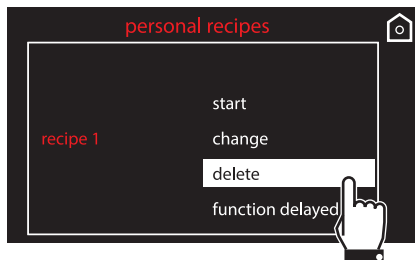 personal recipes
start
recipe 1
change
delete
function delayed